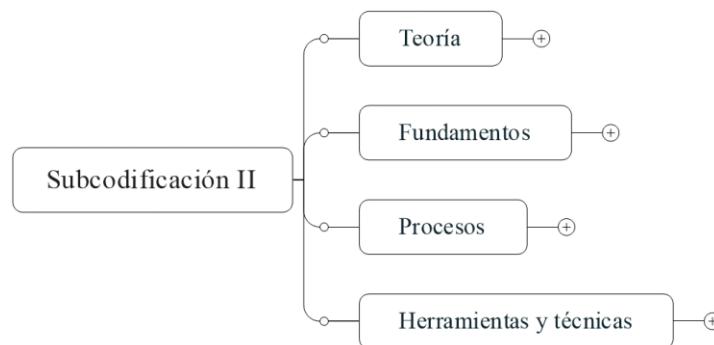 Teoría
Fundamentos
Subcodificación II
Procesos
Herramientas y técnicas